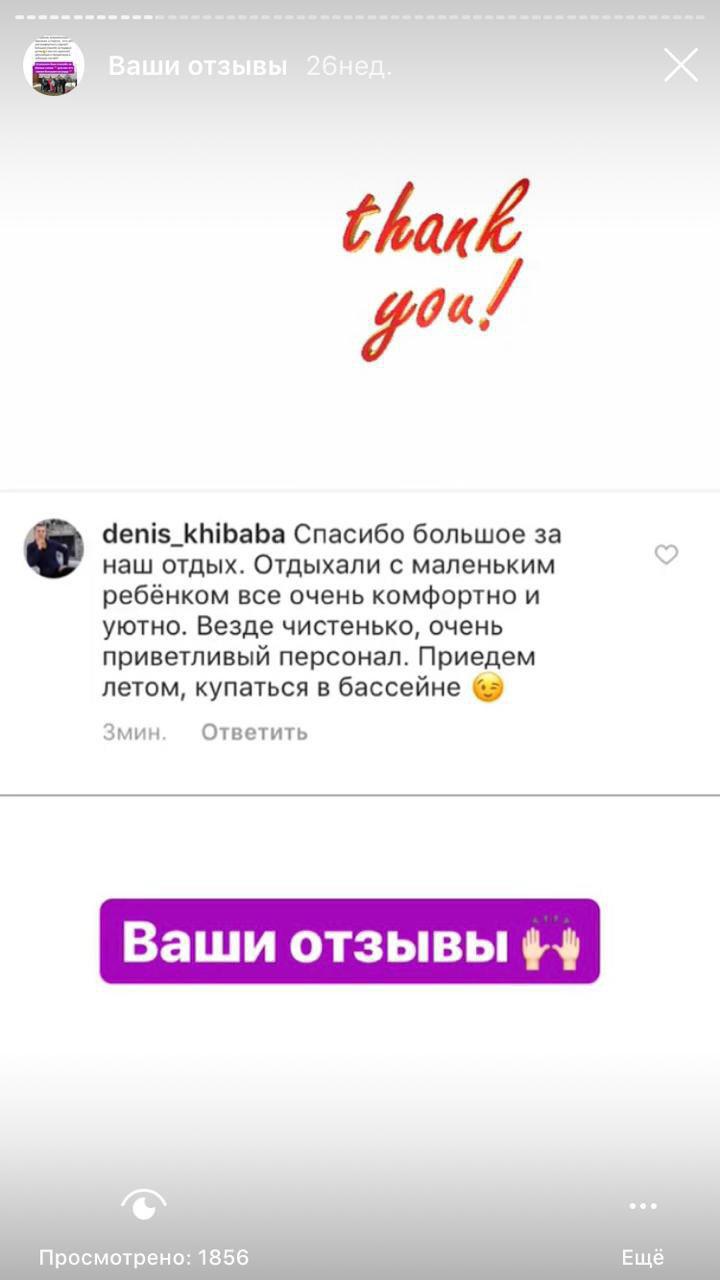 Ваши отзывы 26нед.
thank
you!
denis_khibaba Спасибо большое за
наш отдых. Отдыхали с маленьким
ребёнком все очень комфортно и
уютно. Везде чистенько, очень
приветливый персонал. Приедем
летом, купаться в бассейне 😉
3мин. Ответить
Ваши отзывы 🙌🏻
Просмотрено: 1856 Ещё